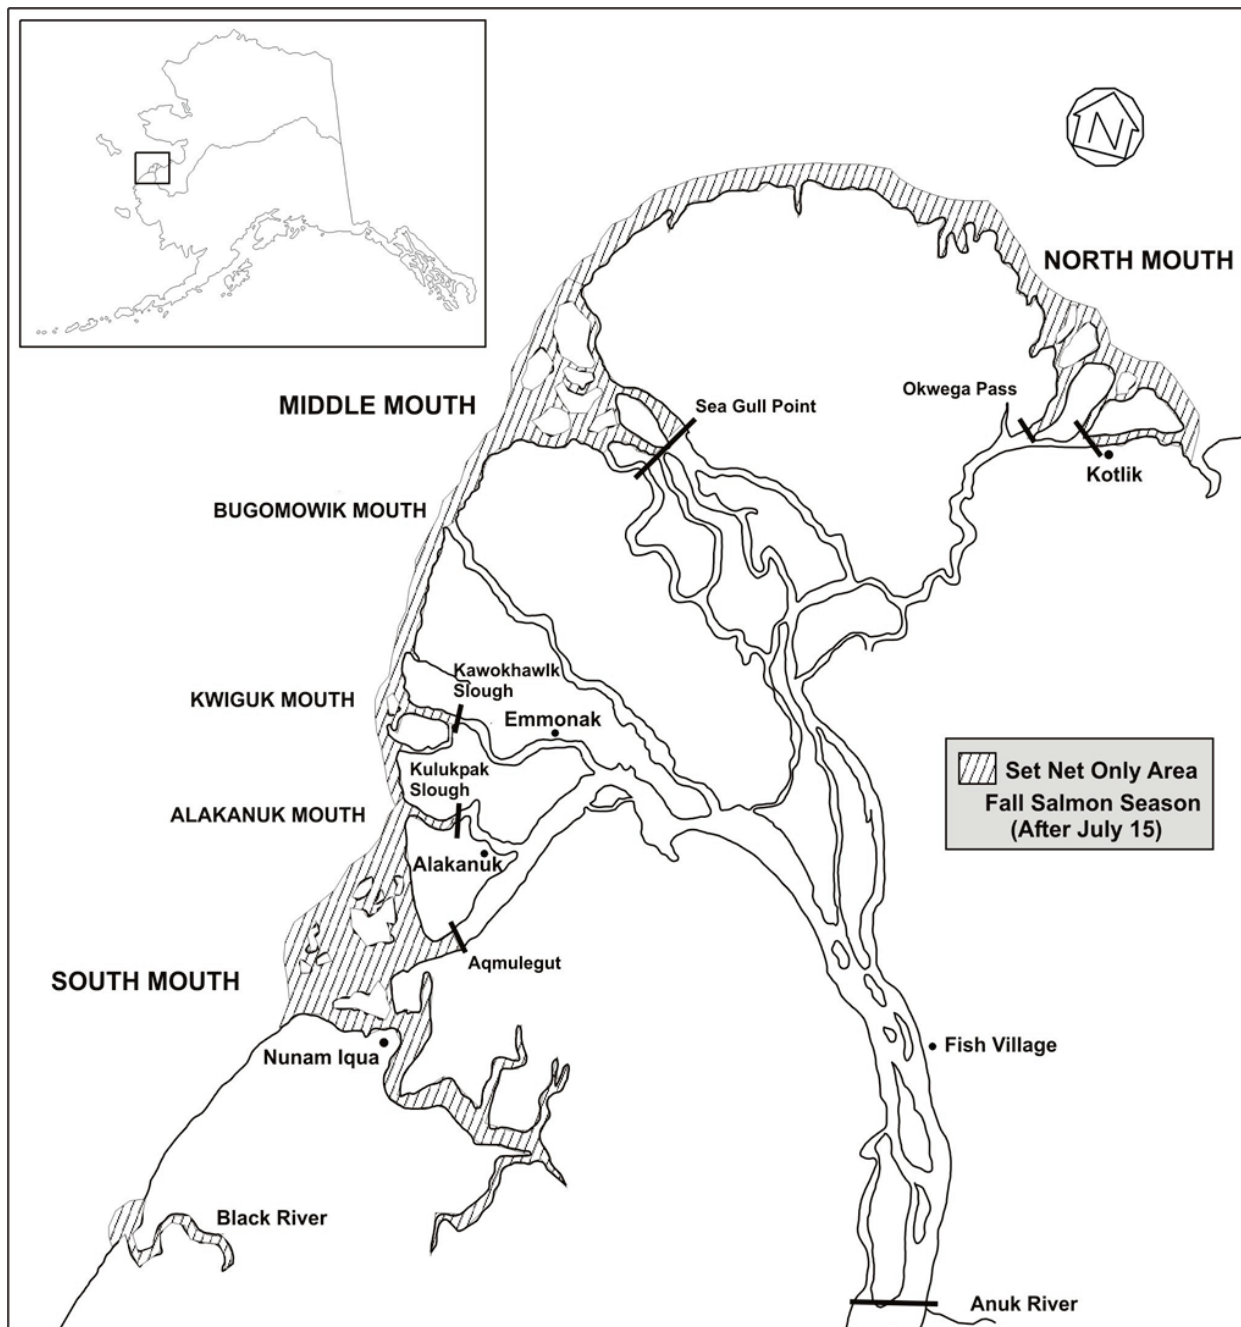 N
NORTH MOUTH
MIDDLE MOUTH
Okwega Pass
Sea Gull Point
Kotlik
BUGOMOWIK MOUTH
Kawokhawlk
Slough
KWIGUK MOUTH
Emmonak
Kulukpak
Slough
Set Net Only Area
Fall Salmon Season
(After July 15)
ALAKANUK MOUTH
Alakanuk
Aqmulegut
SOUTH MOUTH
Nunam Iqua
Fish Village
Black River
Anuk River